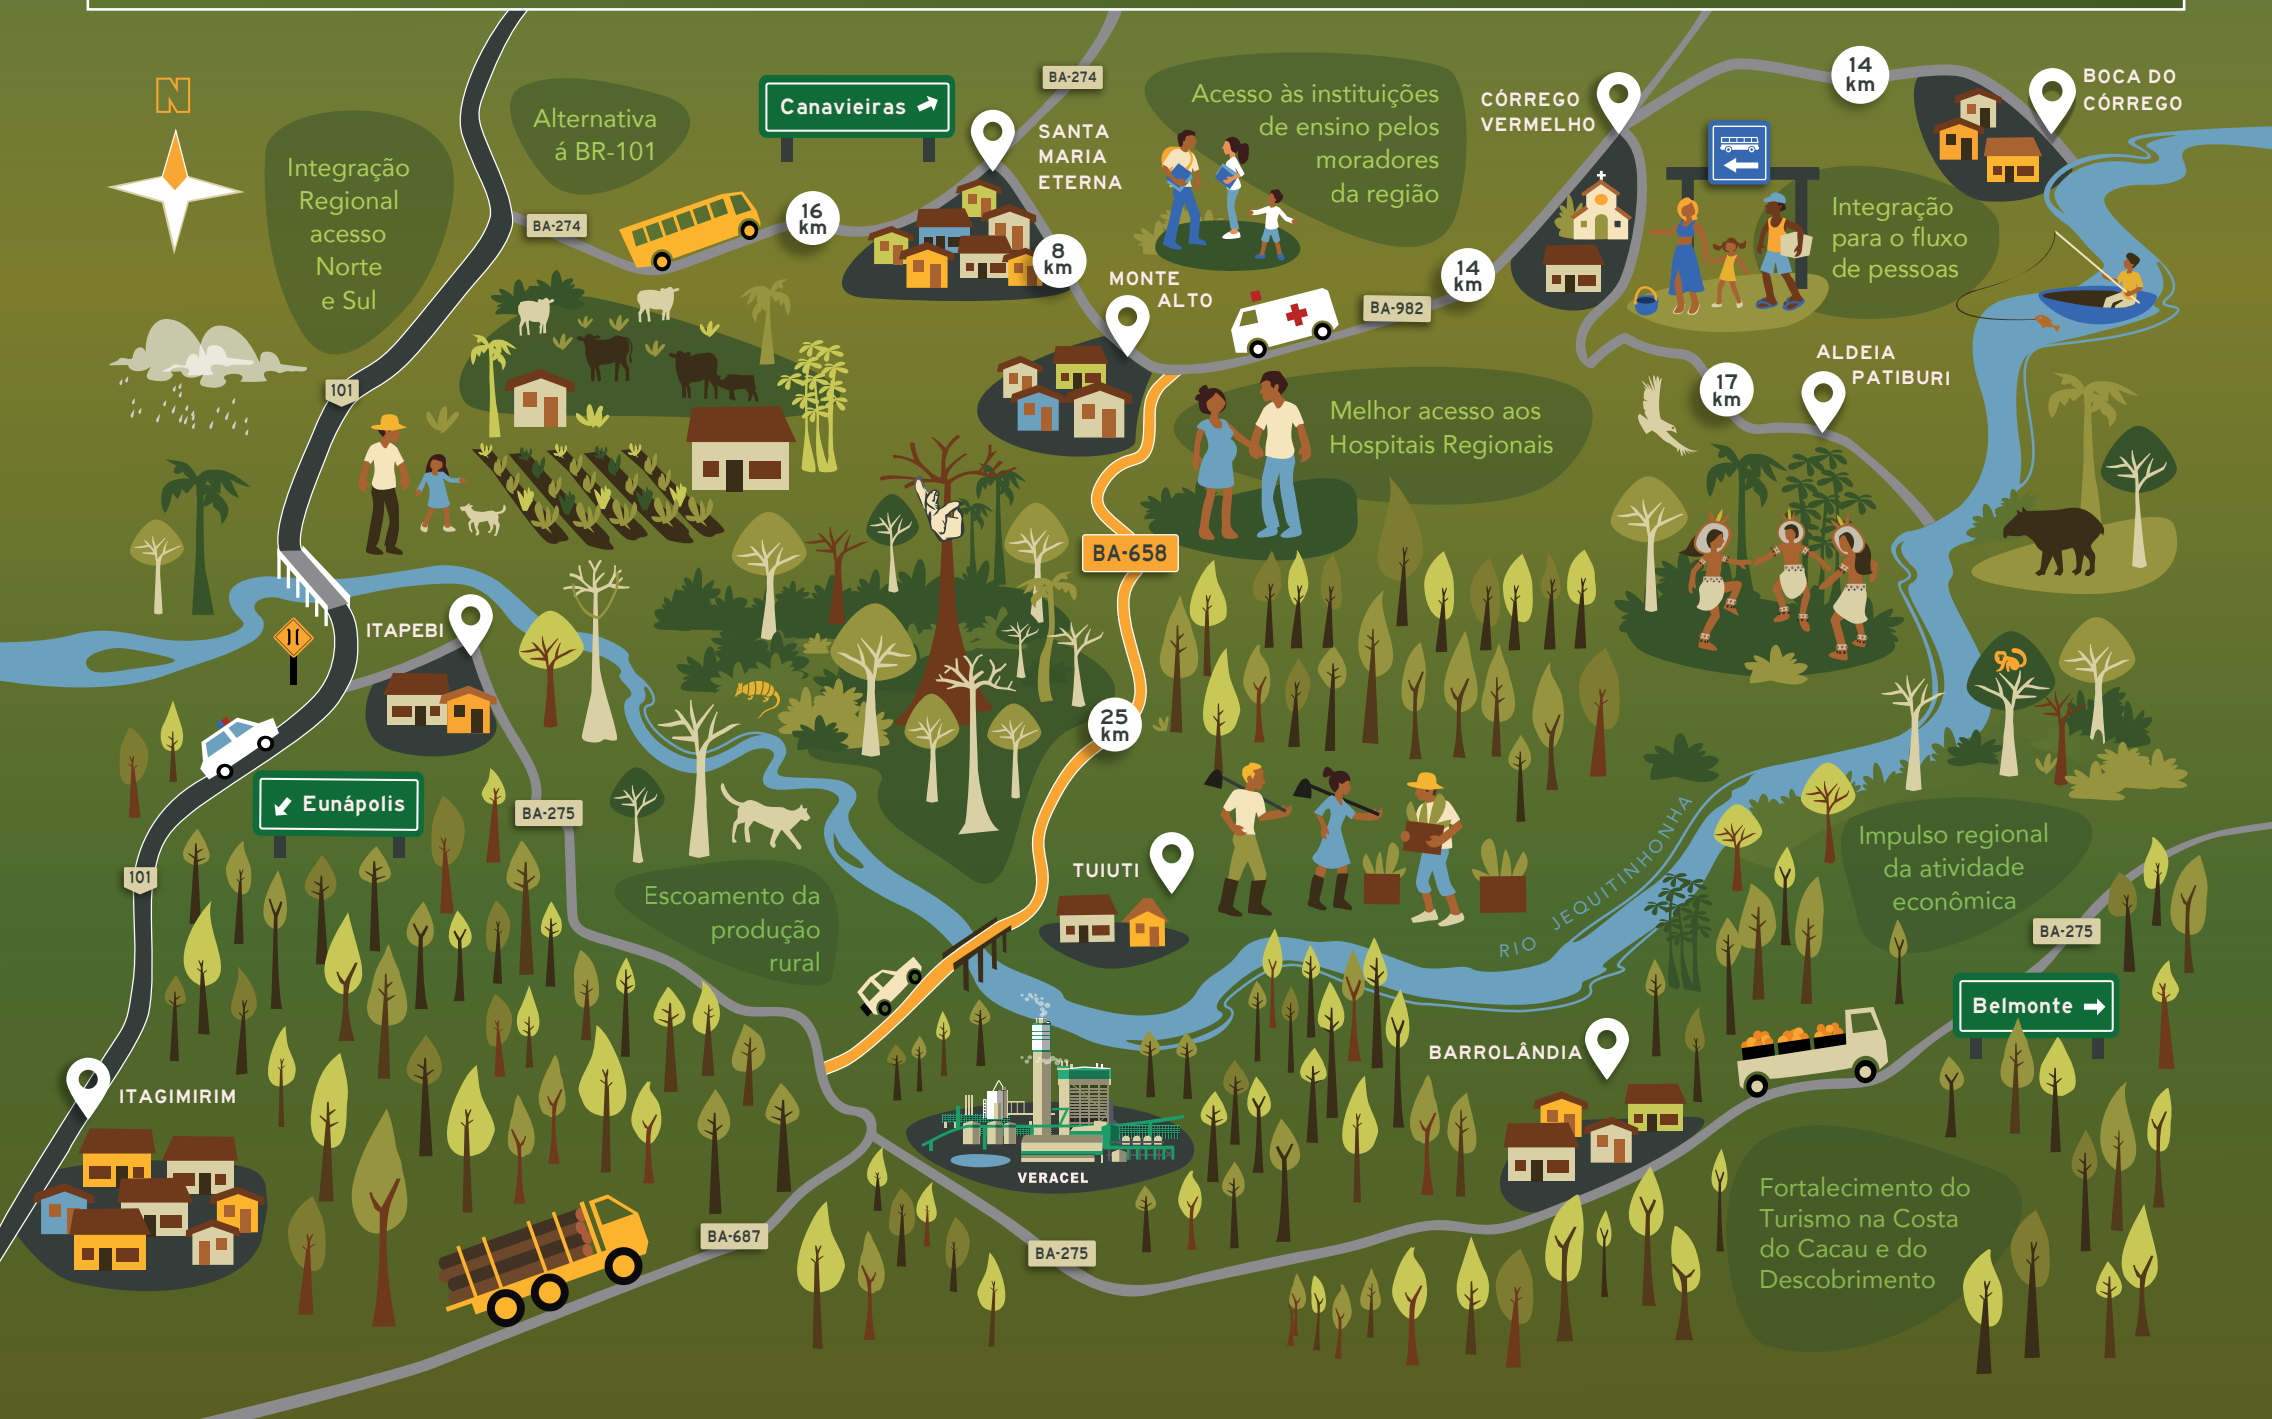 N
Integração
Regional
acesso
Norte
e Sul
Alternativa
á BR-101
Canavieiras
BA-274
SANTA
MARIA
ETERNA
Acesso às instituições
de ensino pelos
moradores
da região
CÓRREGO
VERMELHO
14
km
BOCA DO
CÓRREGO
BA-274
16
km
8
km
MONTE
ALTO
14
km
BA-982
Integração
para o fluxo
de pessoas
101
ALDEIA
PATIBURI
17
km
Melhor acesso aos
Hospitais Regionais
BA-658
ITAPEBI
25
km
Eunápolis
BA-275
101
TUIUTI
Escoamento da
produção
rural
RIO JEQUITINHONHA
Impulso regional
da atividade
econômica
BA-275
Belmonte
BARROLÂNDIA
ITAGIMIRIM
VERACEL
BA-687
BA-275
Fortalecimento do
Turismo na Costa
do Cacau e do
Descobrimento